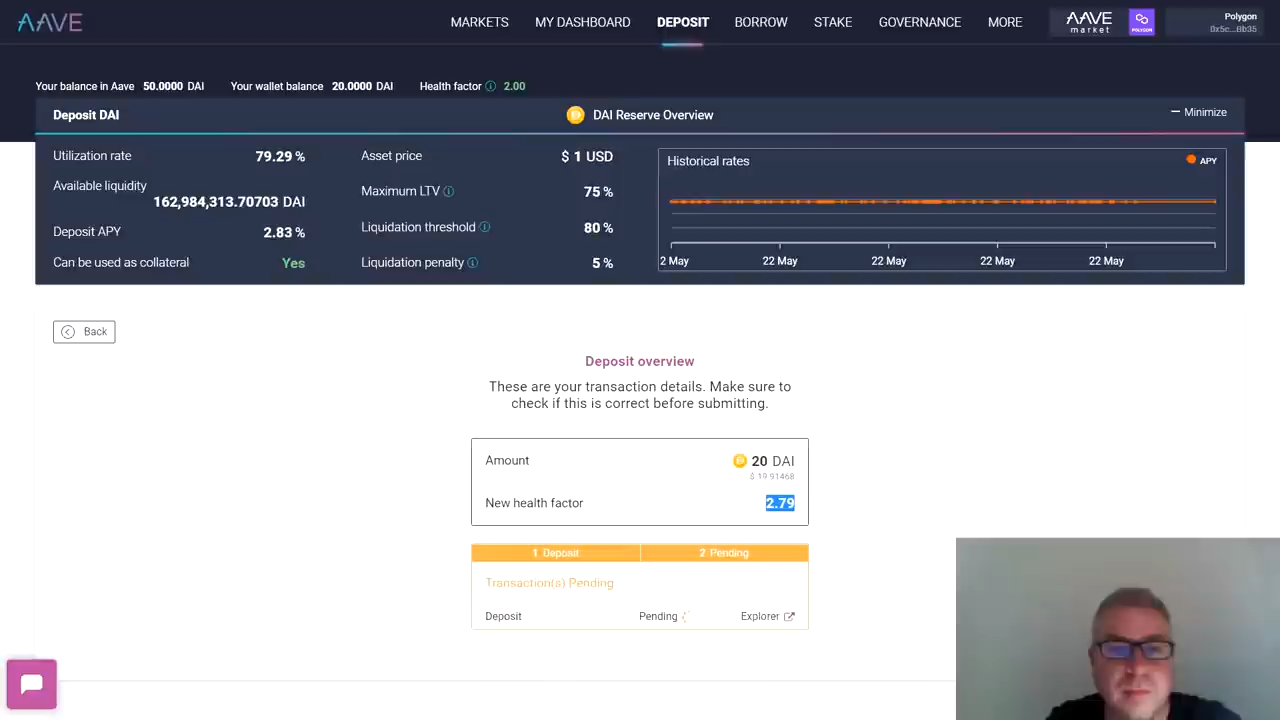 AAVE MARKETS MY DASHBOARD DEPOSIT BORROW STAKE GOVERNANCE MORE AAVE market POLYGON Polygon
0x5c...Bb35
Your balance in Aave 50.0000 DAI Your wallet balance 20.0000 DAI Health factor 2.00
Deposit DAI DAI Reserve Overview Minimize
Utilization rate 79.29 % Asset price $ 1 USD Historical rates APY
Available liquidity 162,984,313.70703 DAI Maximum LTV 75 %
Deposit APY 2.83 % Liquidation threshold 80 %
Can be used as collateral Yes Liquidation penalty 5 % 2 May 22 May 22 May 22 May 22 May
Back
Deposit overview
These are your transaction details. Make sure to
check if this is correct before submitting.
Amount 20 DAI
$ 19.91468
New health factor 2.79
1 Deposit 2 Pending
Transaction(s) Pending
Deposit Pending Explorer